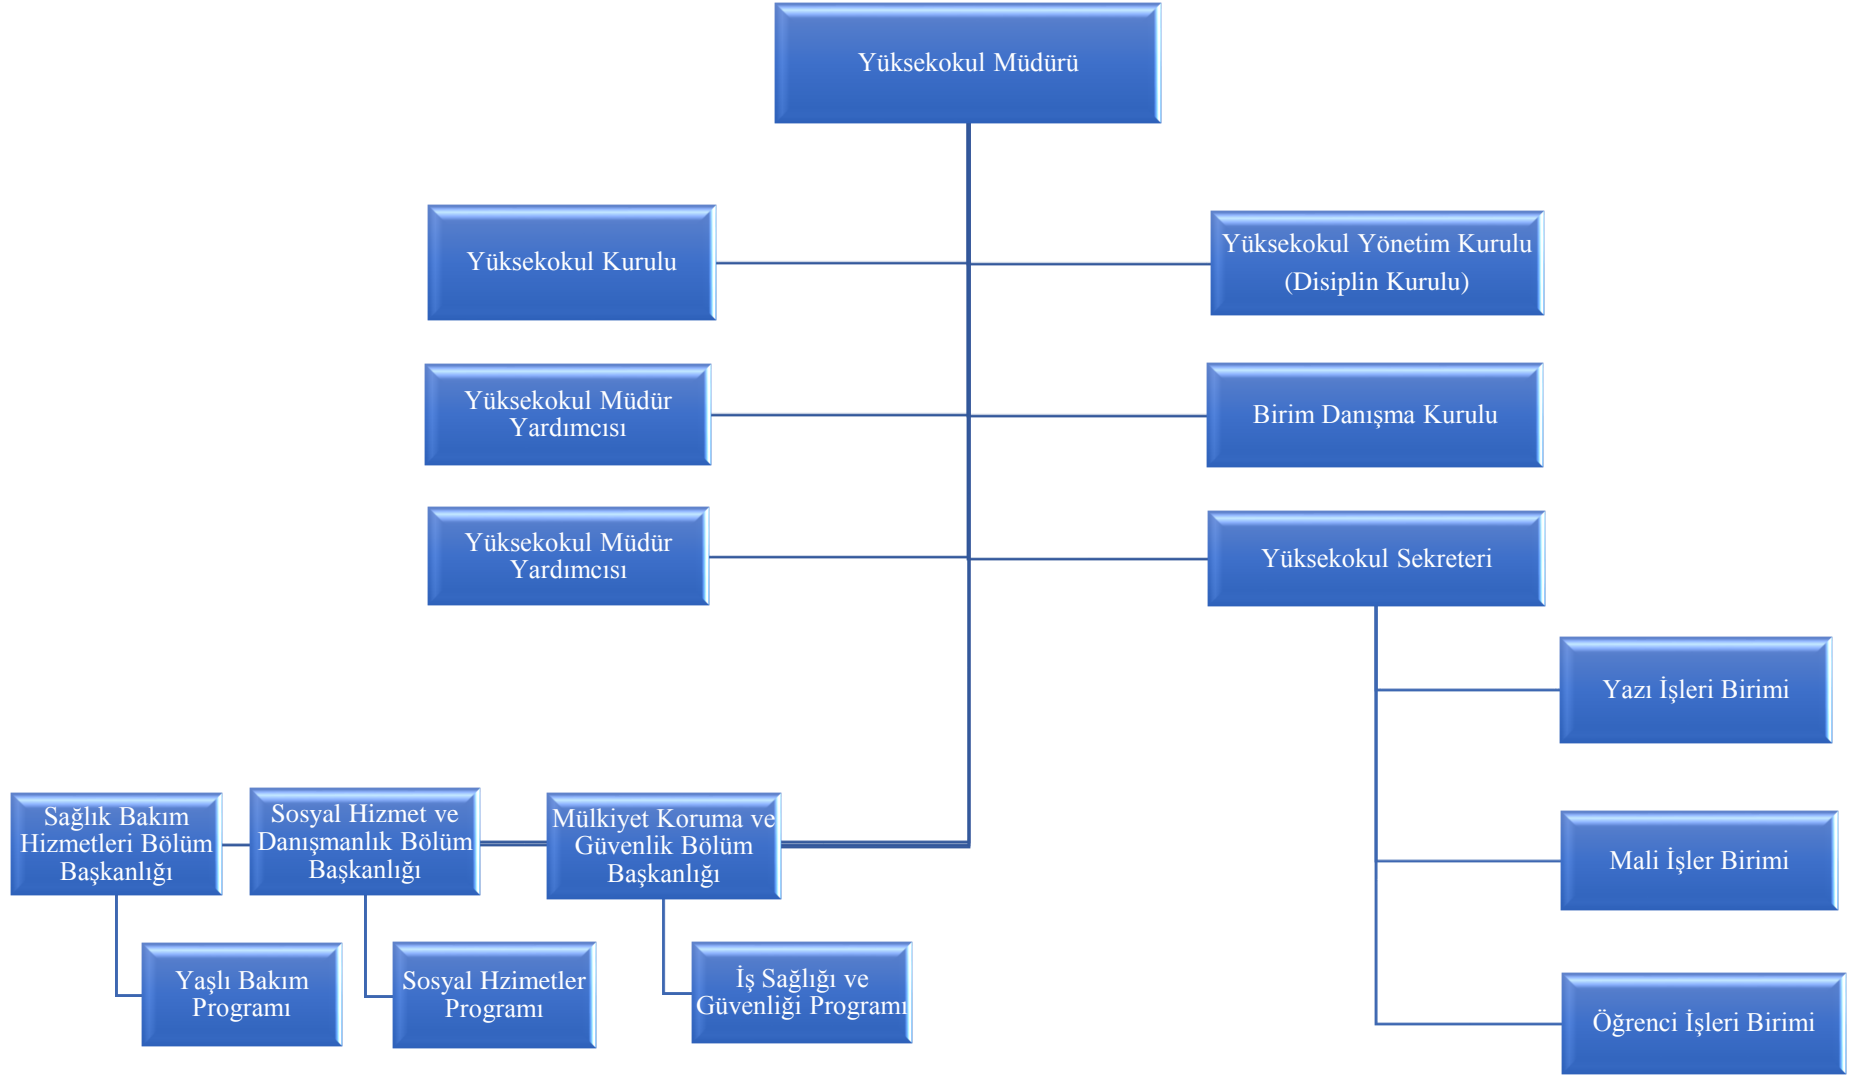 Yüksekokul Müdürü
Yüksekokul Kurulu
Yüksekokul Yönetim Kurulu
(Disiplin Kurulu)
Yüksekokul Müdür
Yardımcısı
Birim Danışma Kurulu
Yüksekokul Müdür
Yardımcısı
Yüksekokul Sekreteri
Yazı İşleri Birimi
Mali İşler Birimi
Öğrenci İşleri Birimi
Sağlık Bakım
Hizmetleri Bölüm
Başkanlığı
Sosyal Hizmet ve
Danışmanlık Bölüm
Başkanlığı
Mülkiyet Koruma ve
Güvenlik Bölüm
Başkanlığı
Yaşlı Bakım
Programı
Sosyal Hzimetler
Programı
İş Sağlığı ve
Güvenliği Programı